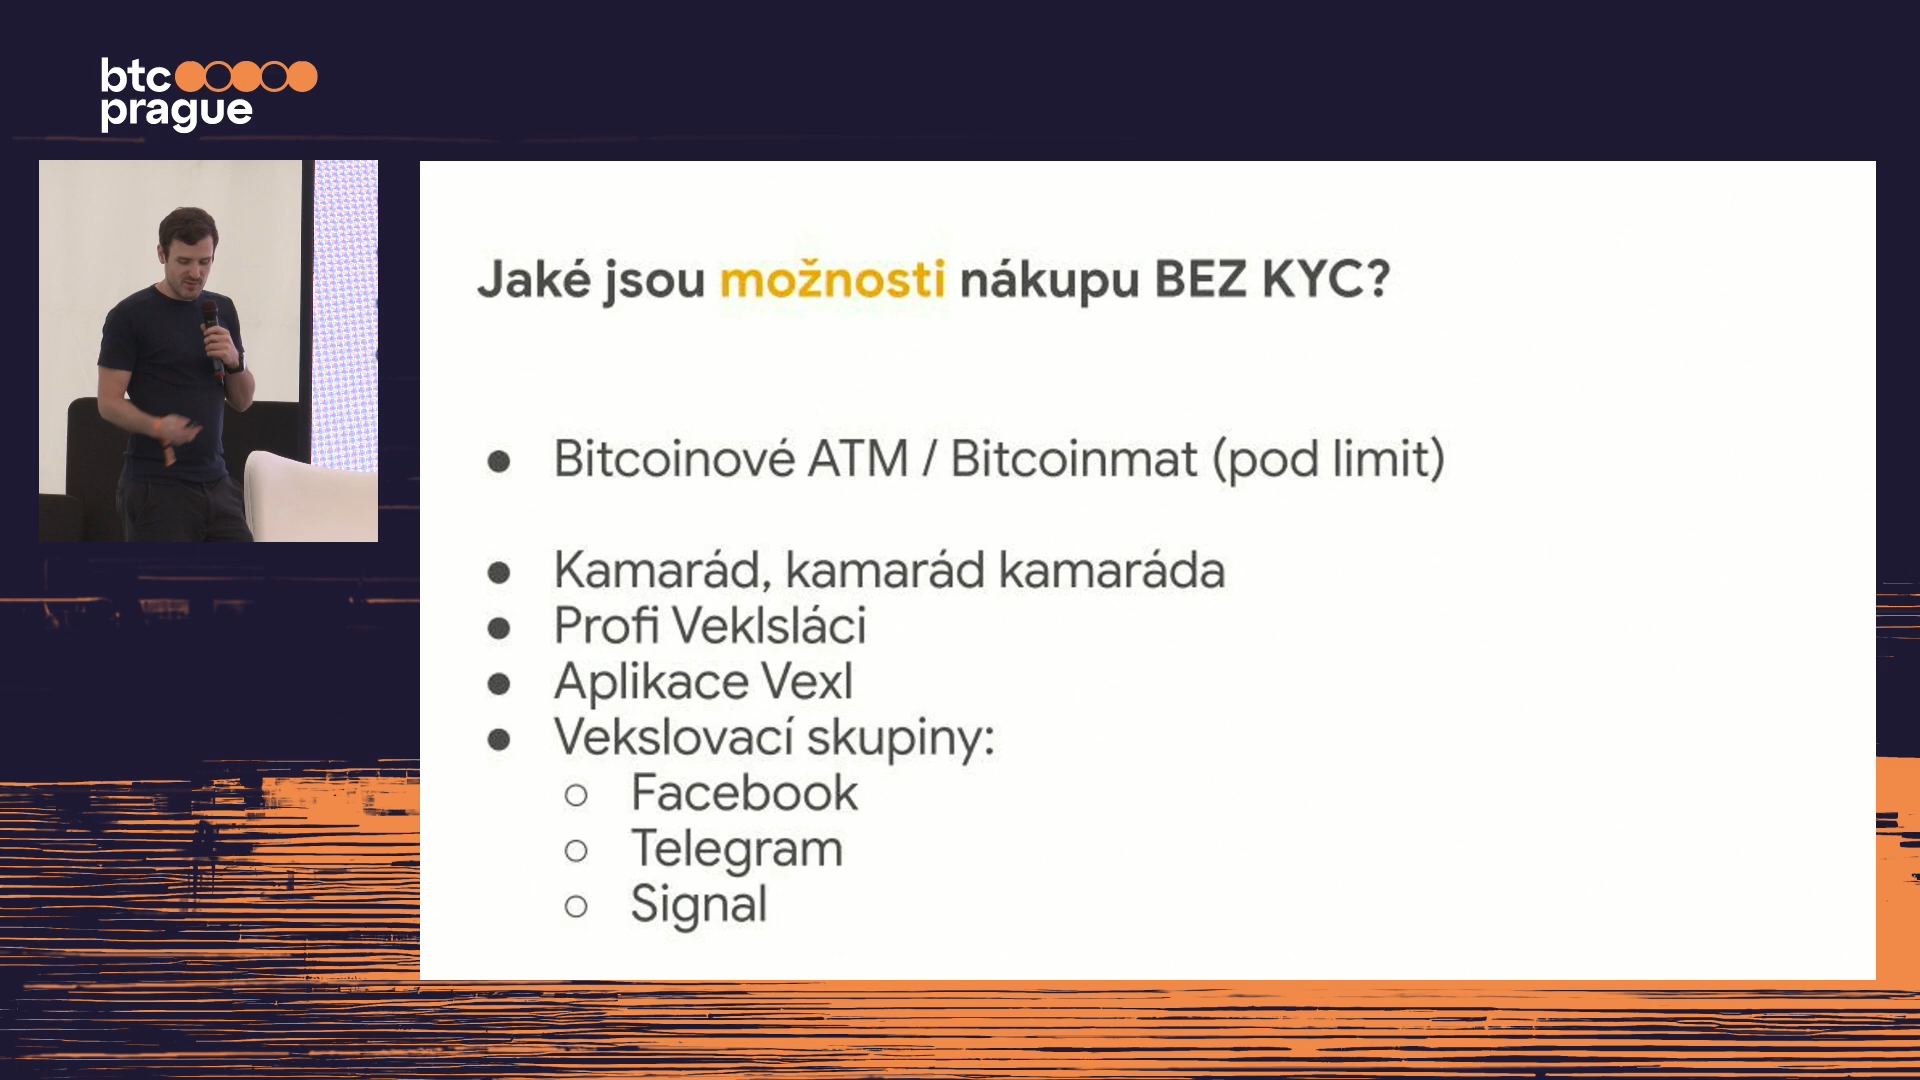 btc
prague
Jaké jsou možnosti nákupu BEZ KYC?
● Bitcoinové ATM / Bitcoinmat (pod limit)
● Kamarád, kamarád kamaráda
● Profi Veklsláci
● Aplikace Vexl
● Vekslovací skupiny:
○ Facebook
○ Telegram
○ Signal